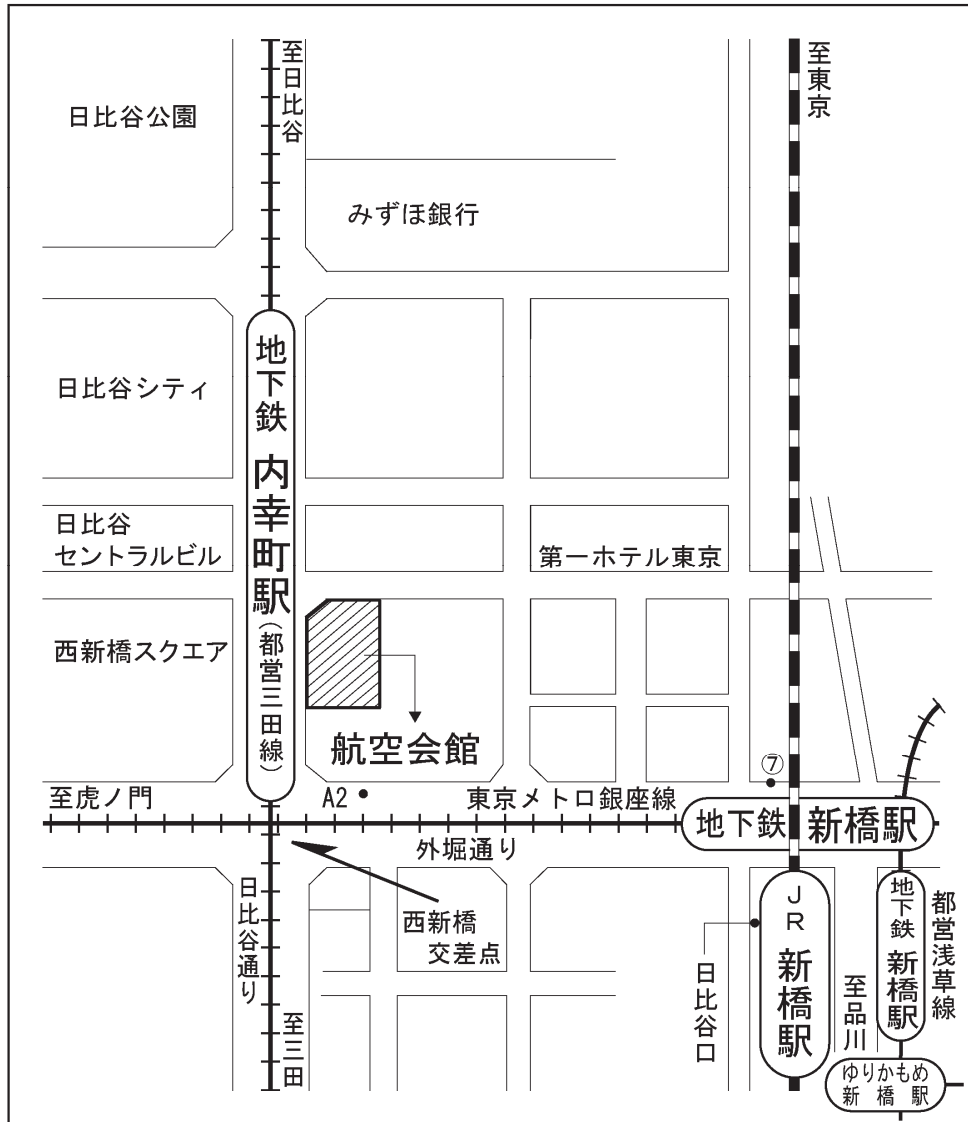 至日比谷
至東京
日比谷公園
みずほ銀行
日比谷シティ
地下鉄 内幸町駅(都営三田線)
日比谷
セントラルビル
第一ホテル東京
西新橋スクエア
航空会館
⑦
至虎ノ門
A2
東京メトロ銀座線
地下鉄 新橋駅
外堀通り
日比谷通り
西新橋
交差点
JR 新橋駅
地下鉄 新橋駅
都営浅草線
日比谷口
至品川
至三田
ゆりかもめ
新橋駅